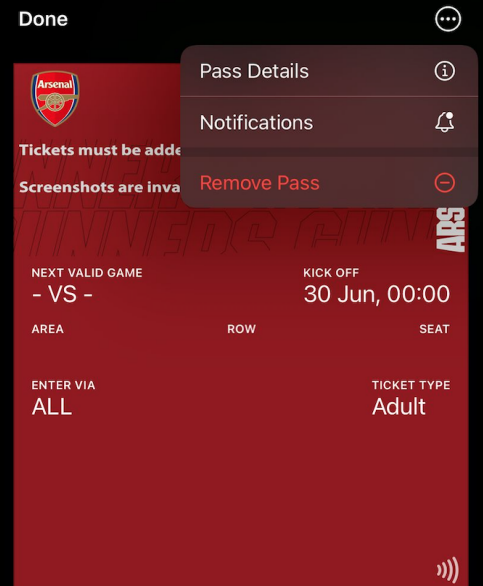 Done
Pass Details
Arsenal
Notifications
Tickets must be adde
Remove Pass
Screenshots are inva
ARS
NEXT VALID GAME
KICK OFF
- VS -
30 Jun, 00:00
AREA
ROW
SEAT
ENTER VIA
TICKET TYPE
ALL
Adult